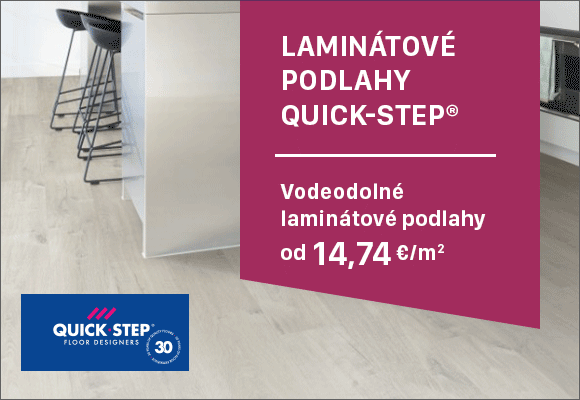 LAMINÁTOVÉ
PODLAHY
QUICK-STEP®
Vodeodolné
laminátové podlahy
od 14,74 €/m²
QUICK·STEP®
FLOOR DESIGNERS
30